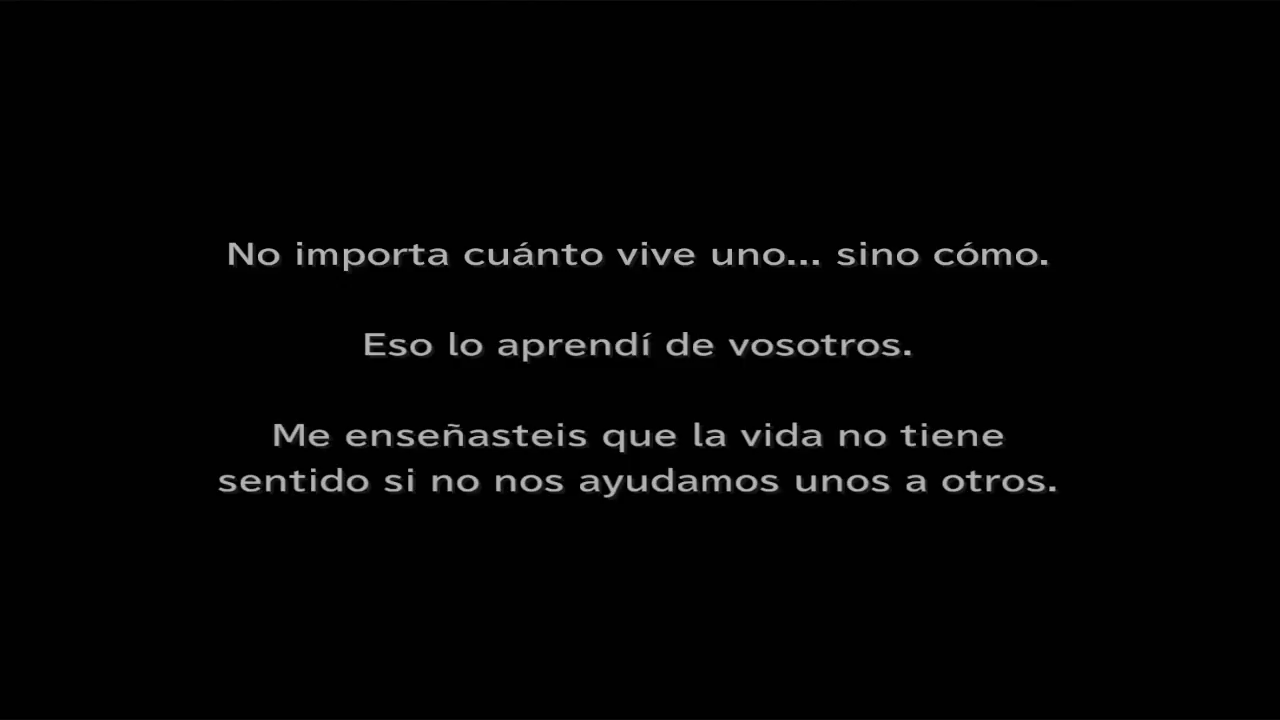 No importa cuánto vive uno... sino cómo.
Eso lo aprendí de vosotros.
Me enseñasteis que la vida no tiene
sentido si no nos ayudamos unos a otros.